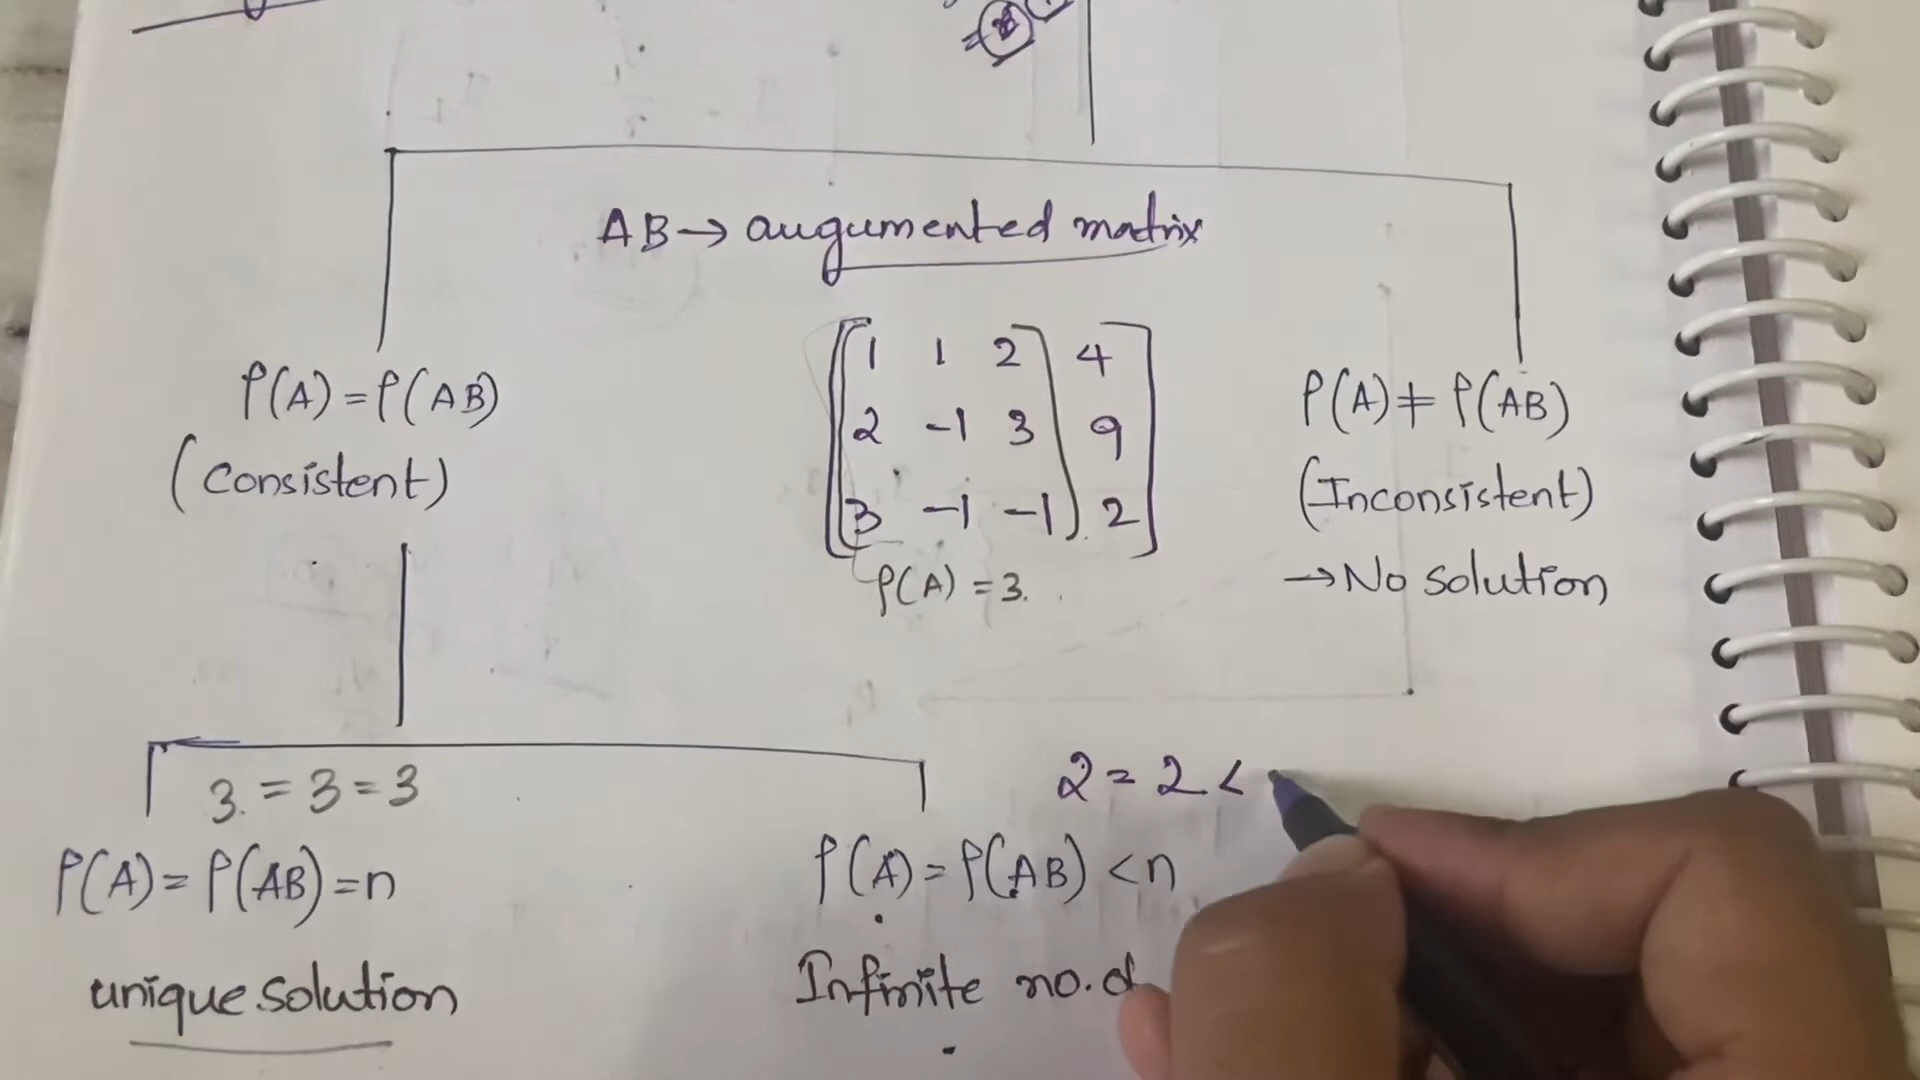 AB→ augumented matrix
1 1 2 4
2 -1 3 9
3 -1 -1 2
ρ(A) = 3.
ρ(A) = ρ(AB)
(Consistent)
ρ(A) ≠ ρ(AB)
(Inconsistent)
→No solution
3. = 3 = 3
ρ(A) = ρ(AB) = n
unique solution
2 = 2 <
ρ(A) = ρ(AB) < n
Infinite no. of